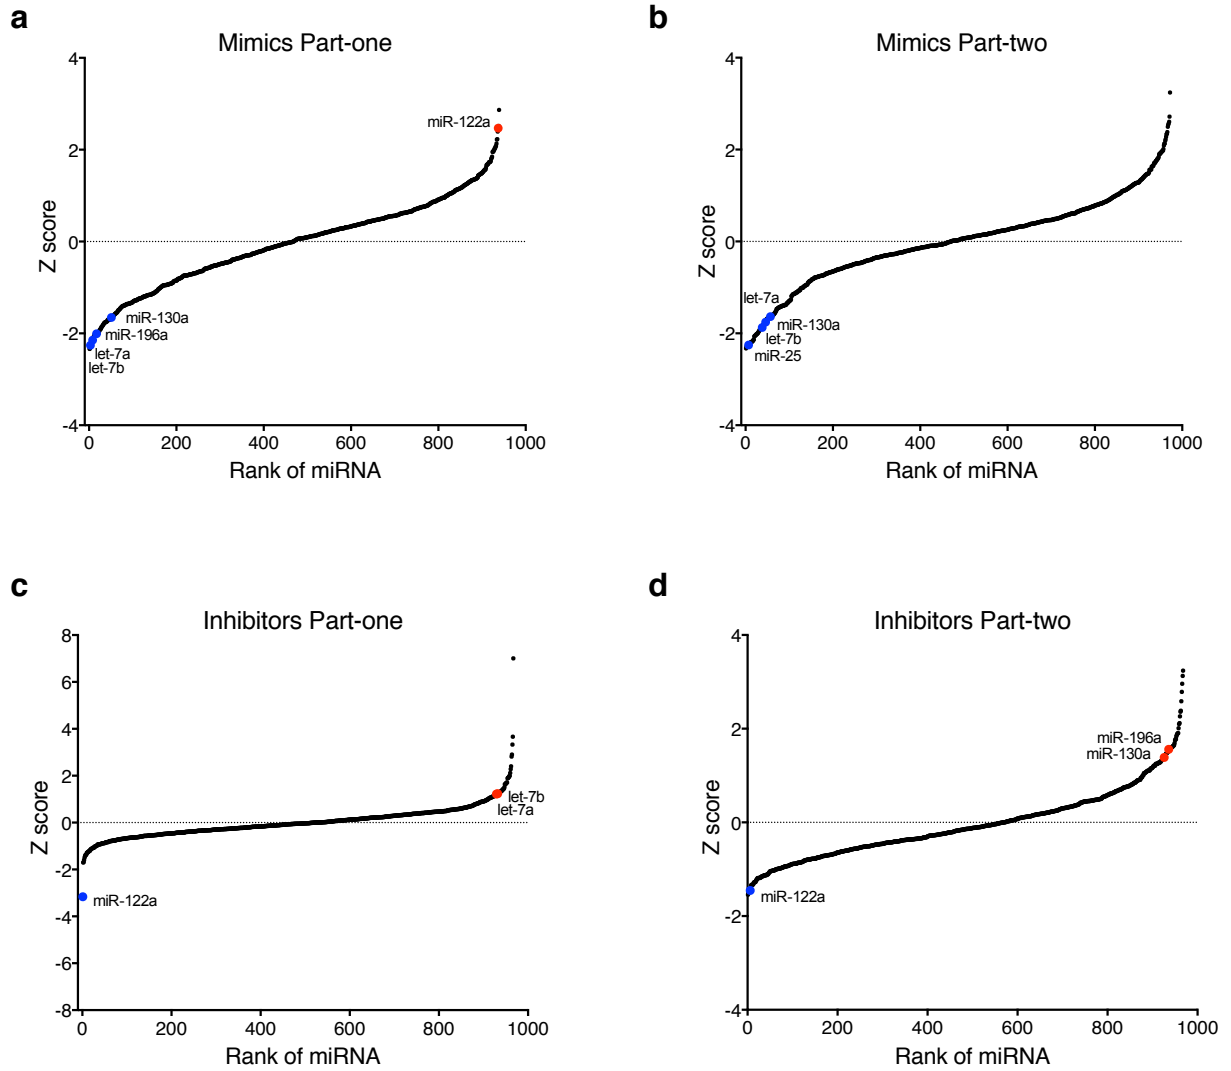 a
Mimics Part-one
4
2
0
-2
-4
Z score
miR-122a
miR-130a
miR-196a
let-7a
let-7b
0 200 400 600 800 1000
Rank of miRNA
b
Mimics Part-two
4
2
0
-2
-4
Z score
let-7a
miR-130a
let-7b
miR-25
0 200 400 600 800 1000
Rank of miRNA
c
Inhibitors Part-one
8
6
4
2
0
-2
-4
-6
-8
Z score
let-7b
let-7a
miR-122a
0 200 400 600 800 1000
Rank of miRNA
d
Inhibitors Part-two
4
2
0
-2
-4
Z score
miR-196a
miR-130a
miR-122a
0 200 400 600 800 1000
Rank of miRNA